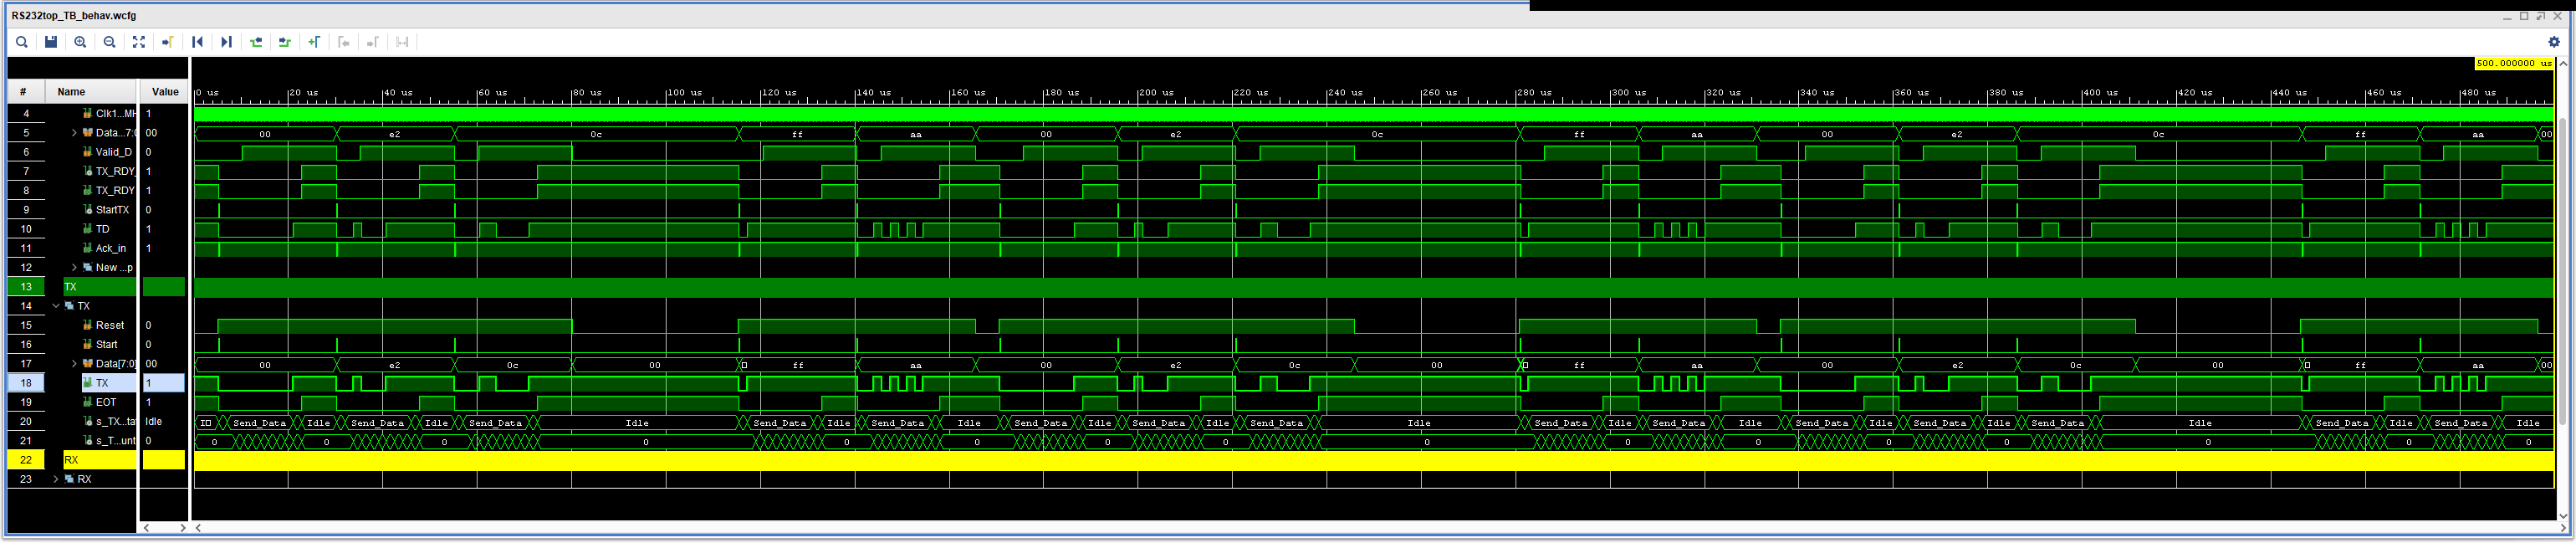 RS232top_TB_behav.wcfg
500.000000 us
# Name Value
0 us 20 us 40 us 60 us 80 us 100 us 120 us 140 us 160 us 180 us 200 us 220 us 240 us 260 us 280 us 300 us 320 us 340 us 360 us 380 us 400 us 420 us 440 us 460 us 480 us
4 Clk1...MH 1
5 Data...7:0 00 00 e2 0c ff aa 00 e2 0c ff aa 00 e2 0c ff aa 00
6 Valid_D 0
7 TX_RDY_ 1
8 TX_RDY 1
9 StartTX 0
10 TD 1
11 Ack_in 1
12 New ...p
13 TX
14 TX
15 Reset 0
16 Start 0
17 Data[7:0] 00 00 e2 0c 00 ff aa 00 e2 0c 00 ff aa 00 e2 0c 00 ff aa 00
18 TX 1
19 EOT 1
20 s_TX...tat Idle Send_Data Idle Send_Data Idle Send_Data Idle Send_Data Idle Send_Data Idle Send_Data Idle Send_Data Idle Send_Data Idle Send_Data Idle Send_Data Idle Send_Data Idle Send_Data Idle Send_Data Idle Send_Data Idle Send_Data Idle
21 s_T...unt 0 0 0 0 0 0 0 0 0 0 0 0 0 0 0 0 0
22 RX
23 RX